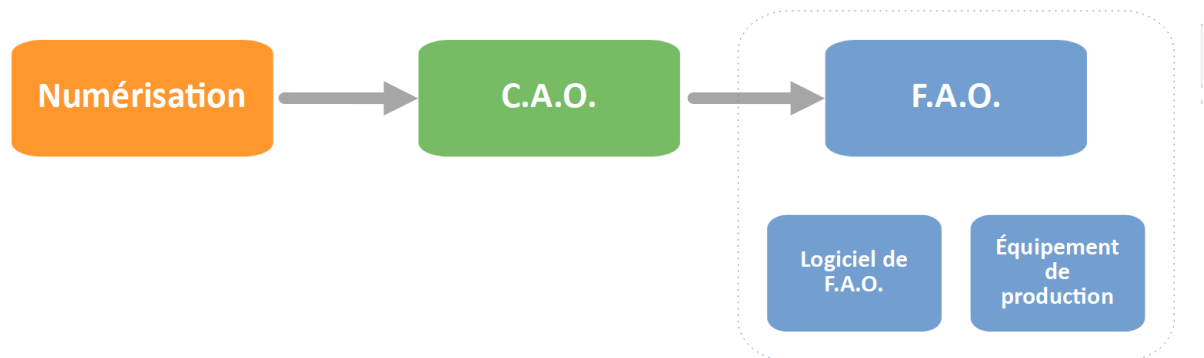 Numérisation
C.A.O.
F.A.O.
Logiciel de
F.A.O.
Équipement
de
production